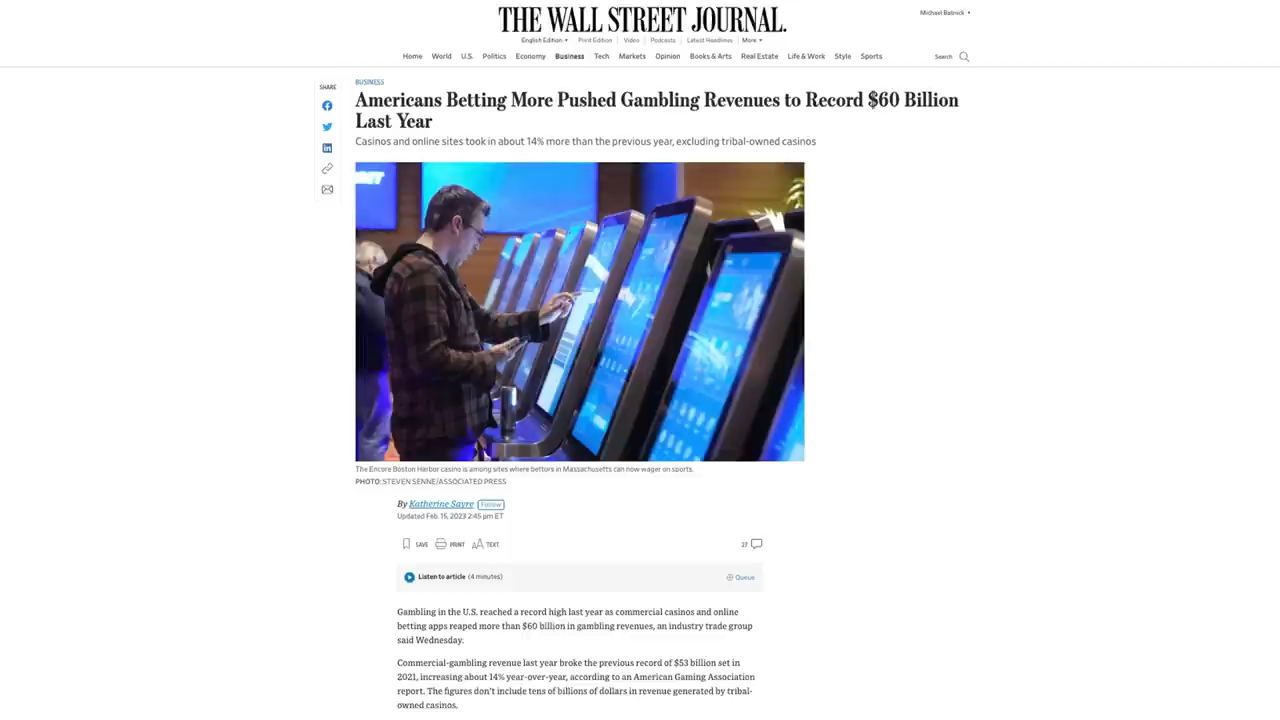 THE WALL STREET JOURNAL.
Michael Batnick
English Edition Print Edition Video Podcasts Latest Headlines More
Home World U.S. Politics Economy Business Tech Markets Opinion Books & Arts Real Estate Life & Work Style Sports Search
SHARE
BUSINESS
Americans Betting More Pushed Gambling Revenues to Record $60 Billion
Last Year
Casinos and online sites took in about 14% more than the previous year, excluding tribal-owned casinos
The Encore Boston Harbor casino is among sites where bettors in Massachusetts can now wager on sports.
PHOTO: STEVEN SENNE/ASSOCIATED PRESS
By Katherine Sayre Follow
Updated Feb. 15, 2023 2:45 pm ET
SAVE PRINT AA TEXT 27
Listen to article (4 minutes) Queue
Gambling in the U.S. reached a record high last year as commercial casinos and online
betting apps reaped more than $60 billion in gambling revenues, an industry trade group
said Wednesday.
Commercial-gambling revenue last year broke the previous record of $53 billion set in
2021, increasing about 14% year-over-year, according to an American Gaming Association
report. The figures don't include tens of billions of dollars in revenue generated by tribal-
owned casinos.